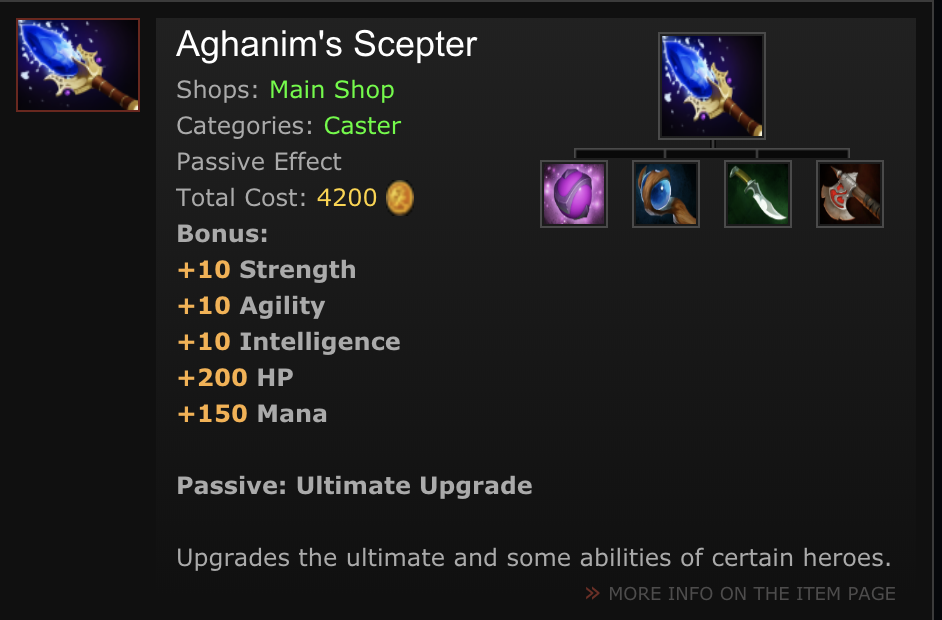 Aghanim's Scepter
Shops: Main Shop
Categories: Caster
Passive Effect
Total Cost: 4200
Bonus:
+10 Strength
+10 Agility
+10 Intelligence
+200 HP
+150 Mana
Passive: Ultimate Upgrade
Upgrades the ultimate and some abilities of certain heroes.
» MORE INFO ON THE ITEM PAGE